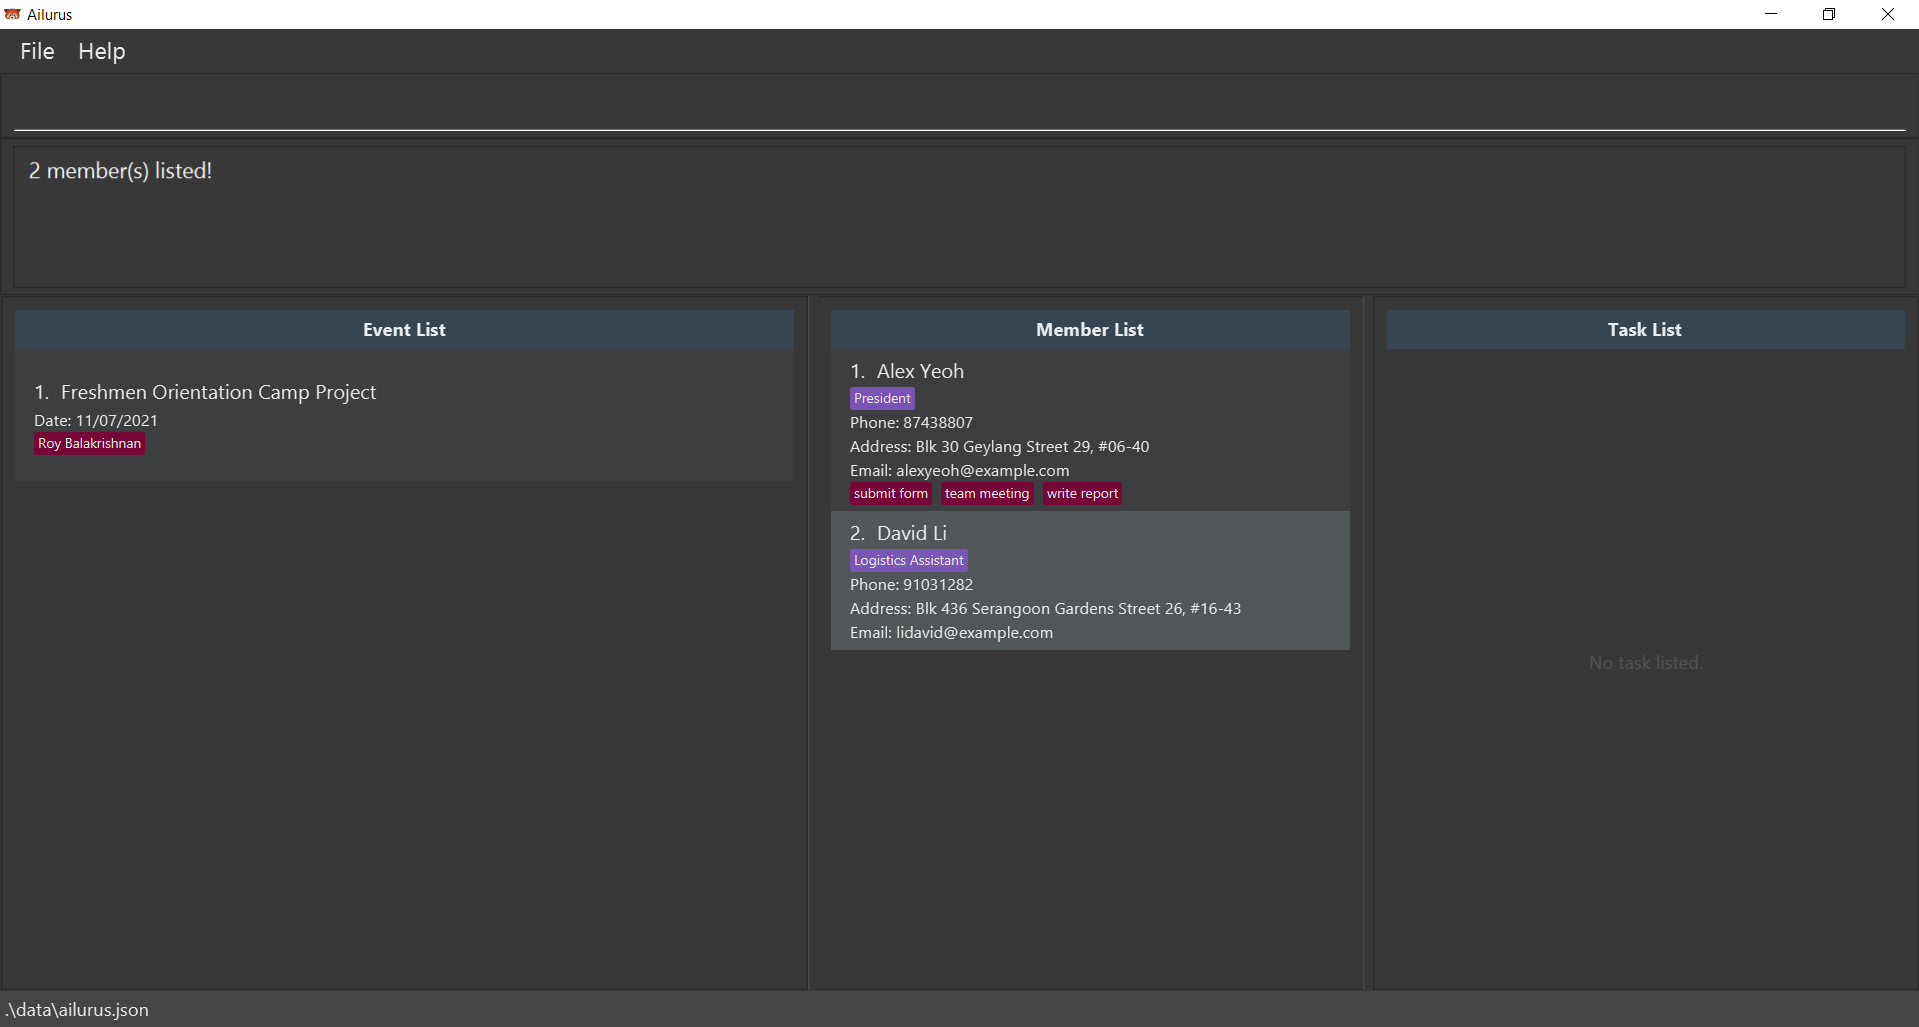 Ailurus
File Help
2 member(s) listed!
Event List
1. Freshmen Orientation Camp Project
Date: 11/07/2021
Roy Balakrishnan
Member List
1. Alex Yeoh
President
Phone: 87438807
Address: Blk 30 Geylang Street 29, #06-40
Email: alexyeoh@example.com
submit form team meeting write report
2. David Li
Logistics Assistant
Phone: 91031282
Address: Blk 436 Serangoon Gardens Street 26, #16-43
Email: lidavid@example.com
Task List
No task listed.
.\data\ailurus.json